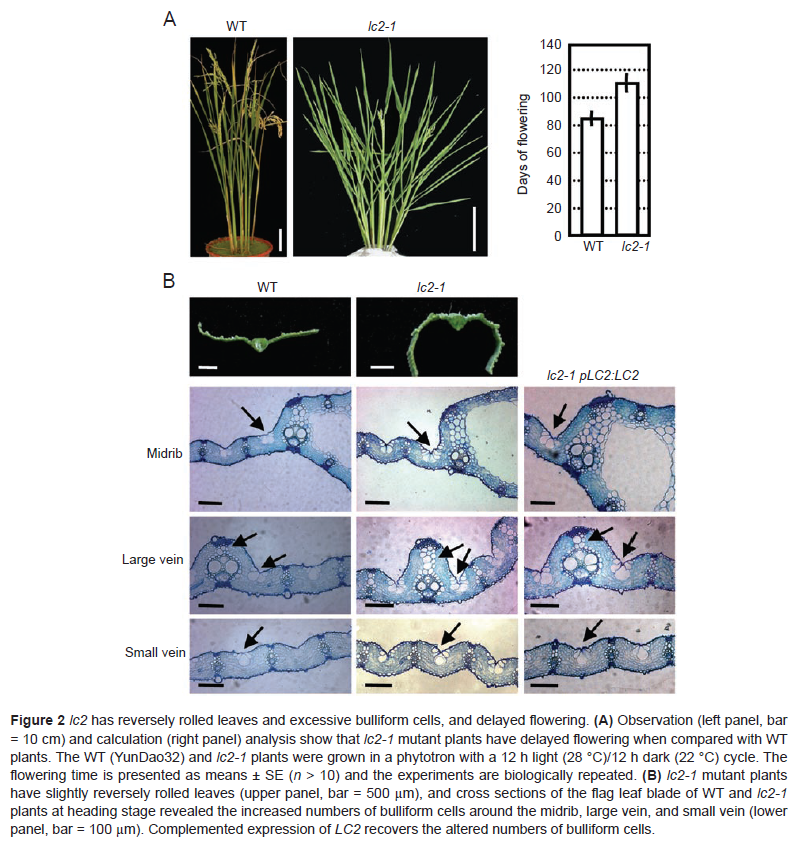 A
WT
lc2-1
Days of flowering
140
120
100
80
60
40
20
0
WT
lc2-1
B
WT
lc2-1
lc2-1 pLC2:LC2
Midrib
Large vein
Small vein
Figure 2 lc2 has reversely rolled leaves and excessive bulliform cells, and delayed flowering. (A) Observation (left panel, bar
= 10 cm) and calculation (right panel) analysis show that lc2-1 mutant plants have delayed flowering when compared with WT
plants. The WT (YunDao32) and lc2-1 plants were grown in a phytotron with a 12 h light (28 °C)/12 h dark (22 °C) cycle. The
flowering time is presented as means ± SE (n > 10) and the experiments are biologically repeated. (B) lc2-1 mutant plants
have slightly reversely rolled leaves (upper panel, bar = 500 μm), and cross sections of the flag leaf blade of WT and lc2-1
plants at heading stage revealed the increased numbers of bulliform cells around the midrib, large vein, and small vein (lower
panel, bar = 100 μm). Complemented expression of LC2 recovers the altered numbers of bulliform cells.